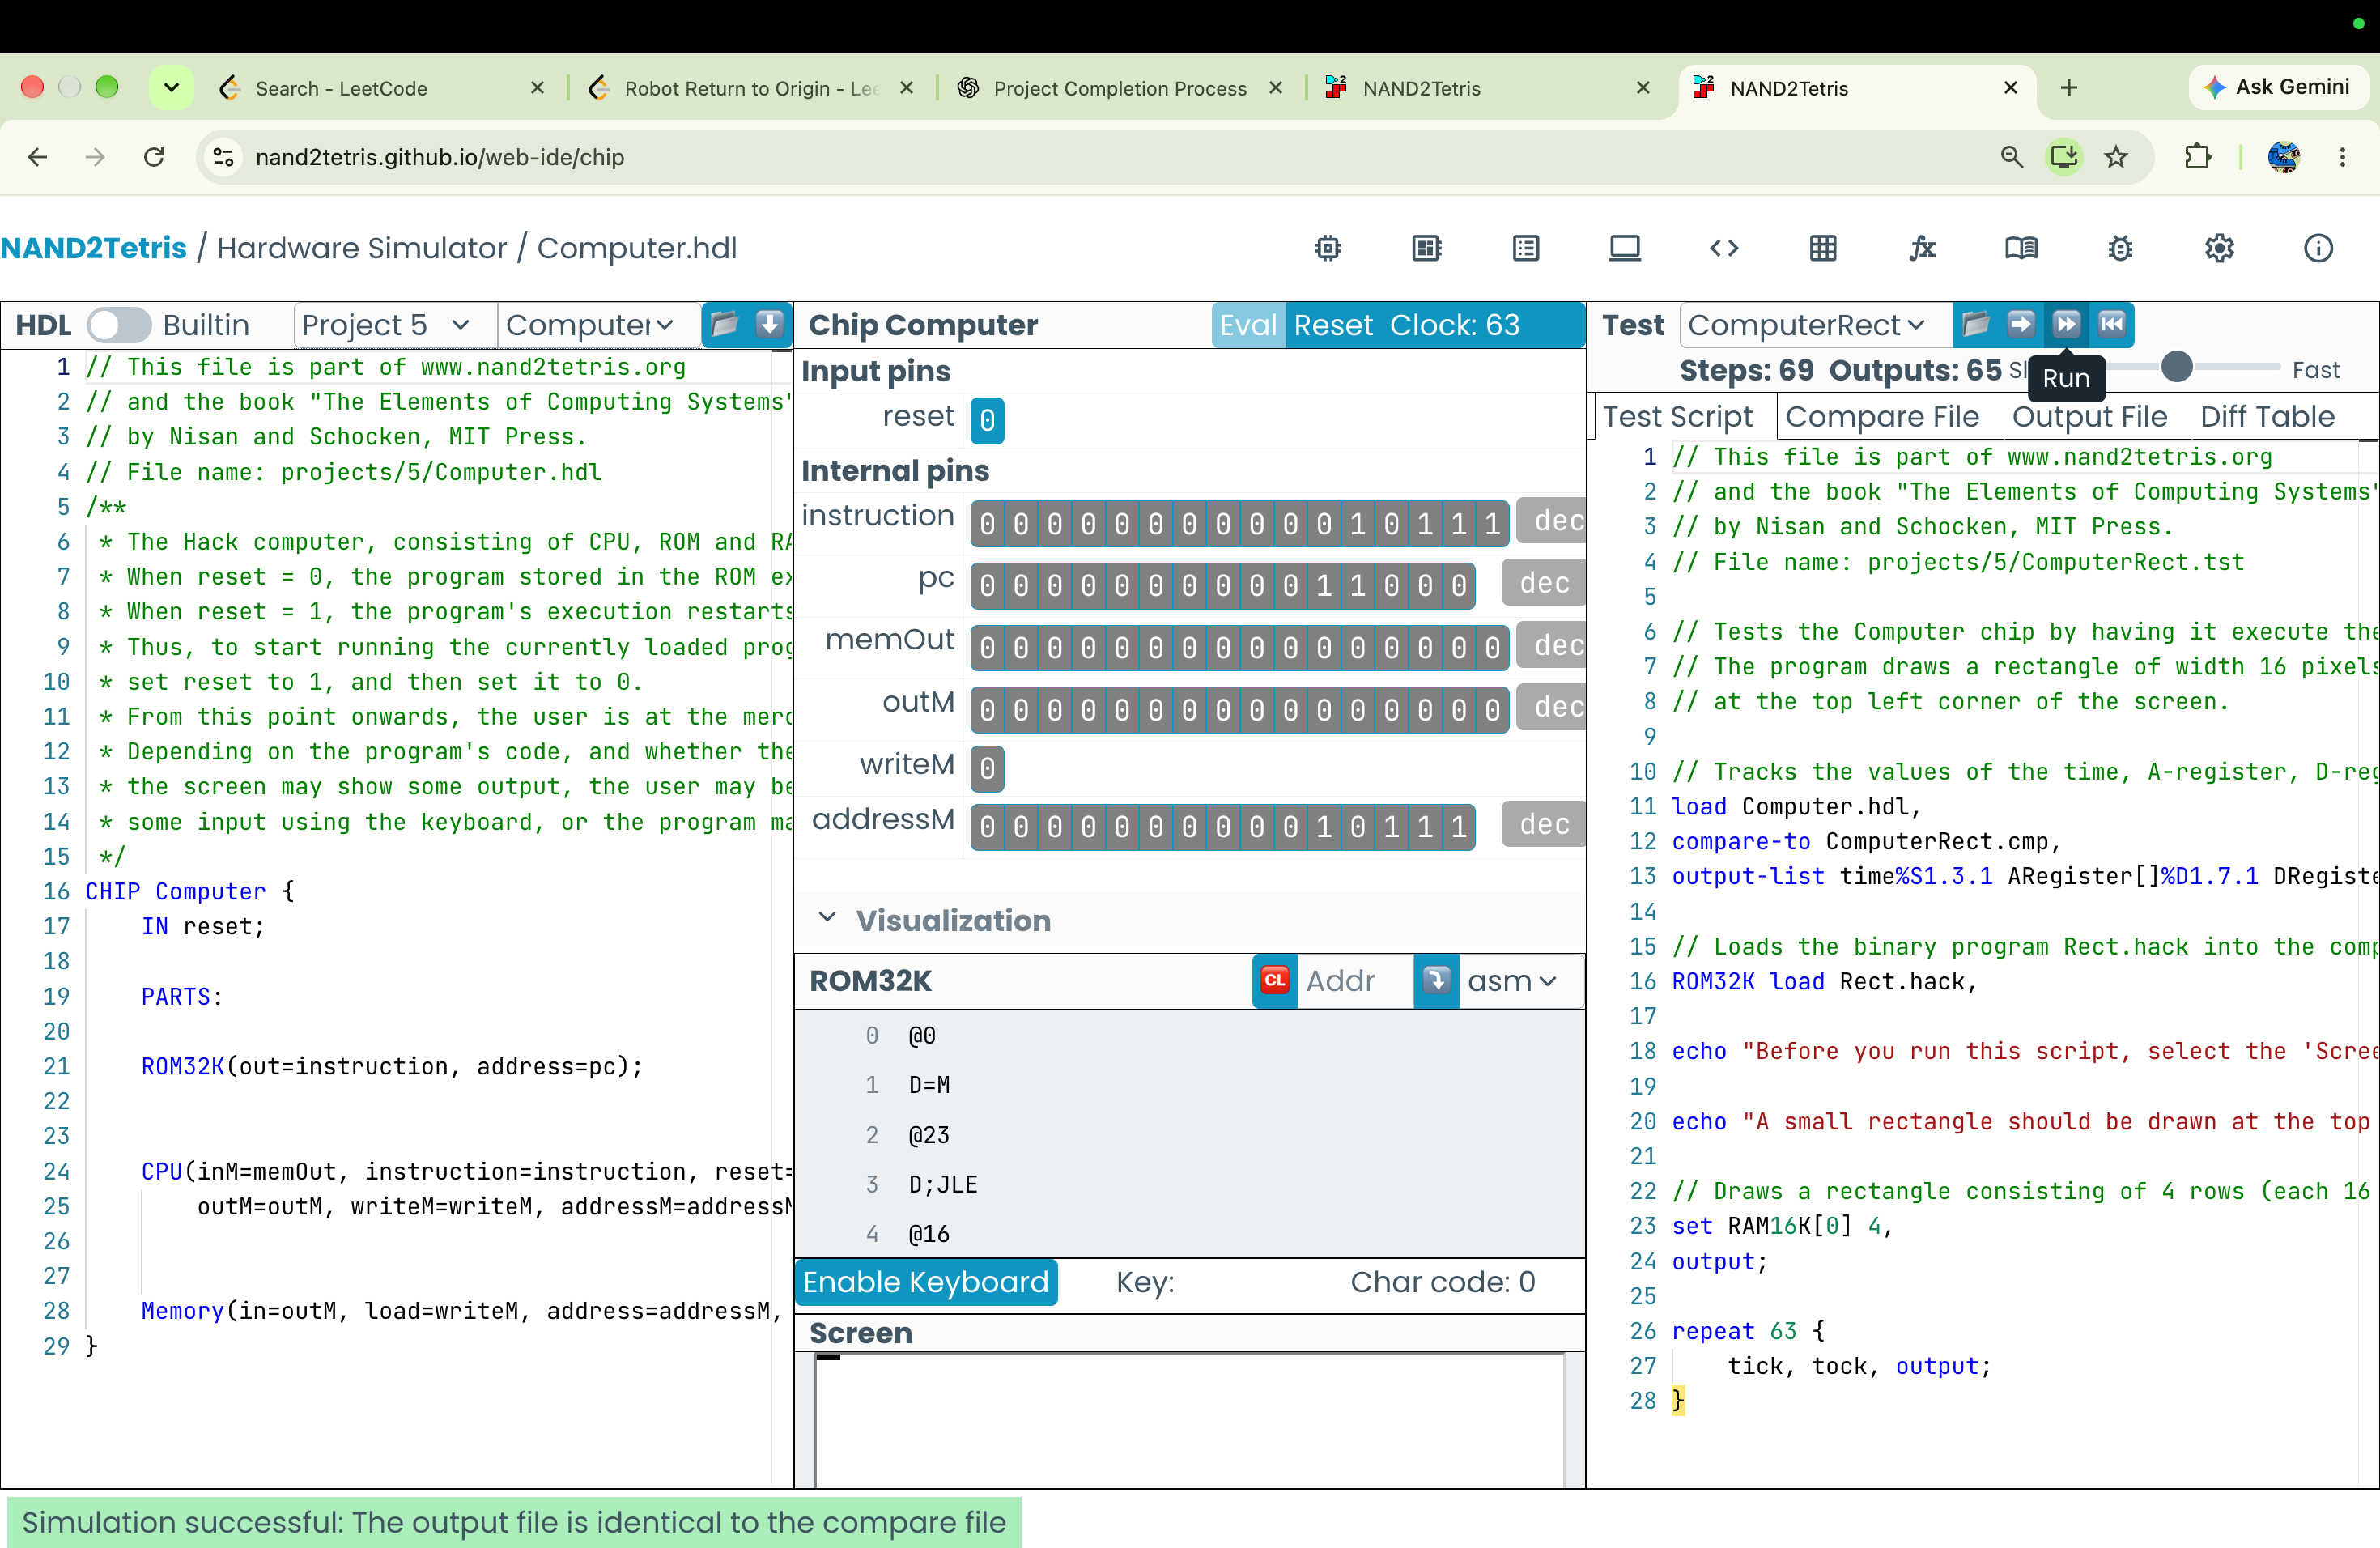 Search - LeetCode
Robot Return to Origin - Lee
Project Completion Process
NAND2Tetris
NAND2Tetris
Ask Gemini
nand2tetris.github.io/web-ide/chip
NAND2Tetris / Hardware Simulator / Computer.hdl
HDL Builtin Project 5 Computer
1 // This file is part of www.nand2tetris.org
2 // and the book "The Elements of Computing Systems"
3 // by Nisan and Schocken, MIT Press.
4 // File name: projects/5/Computer.hdl
5 /**
6 * The Hack computer, consisting of CPU, ROM and RA
7 * When reset = 0, the program stored in the ROM ex
8 * When reset = 1, the program's execution restarts
9 * Thus, to start running the currently loaded prog
10 * set reset to 1, and then set it to 0.
11 * From this point onwards, the user is at the merc
12 * Depending on the program's code, and whether the
13 * the screen may show some output, the user may be
14 * some input using the keyboard, or the program ma
15 */
16 CHIP Computer {
17 IN reset;
18
19 PARTS:
20
21 ROM32K(out=instruction, address=pc);
22
23
24 CPU(inM=memOut, instruction=instruction, reset=
25 outM=outM, writeM=writeM, addressM=addressM
26
27
28 Memory(in=outM, load=writeM, address=addressM,
29 }
Chip Computer Eval Reset Clock: 63
Input pins
reset 0
Internal pins
instruction 0 0 0 0 0 0 0 0 0 0 0 1 0 1 1 1 dec
pc 0 0 0 0 0 0 0 0 0 0 1 1 0 0 0 dec
memOut 0 0 0 0 0 0 0 0 0 0 0 0 0 0 0 0 dec
outM 0 0 0 0 0 0 0 0 0 0 0 0 0 0 0 0 dec
writeM 0
addressM 0 0 0 0 0 0 0 0 0 0 1 0 1 1 1 dec
Visualization
ROM32K CL Addr asm
0 @0
1 D=M
2 @23
3 D;JLE
4 @16
Enable Keyboard Key: Char code: 0
Screen
Test ComputerRect
Steps: 69 Outputs: 65 Sl Fast
Run
Test Script Compare File Output File Diff Table
1 // This file is part of www.nand2tetris.org
2 // and the book "The Elements of Computing Systems"
3 // by Nisan and Schocken, MIT Press.
4 // File name: projects/5/ComputerRect.tst
5
6 // Tests the Computer chip by having it execute the
7 // The program draws a rectangle of width 16 pixels
8 // at the top left corner of the screen.
9
10 // Tracks the values of the time, A-register, D-reg
11 load Computer.hdl,
12 compare-to ComputerRect.cmp,
13 output-list time%S1.3.1 ARegister[]%D1.7.1 DRegiste
14
15 // Loads the binary program Rect.hack into the comp
16 ROM32K load Rect.hack,
17
18 echo "Before you run this script, select the 'Scree
19
20 echo "A small rectangle should be drawn at the top
21
22 // Draws a rectangle consisting of 4 rows (each 16
23 set RAM16K[0] 4,
24 output;
25
26 repeat 63 {
27 tick, tock, output;
28 }
Simulation successful: The output file is identical to the compare file